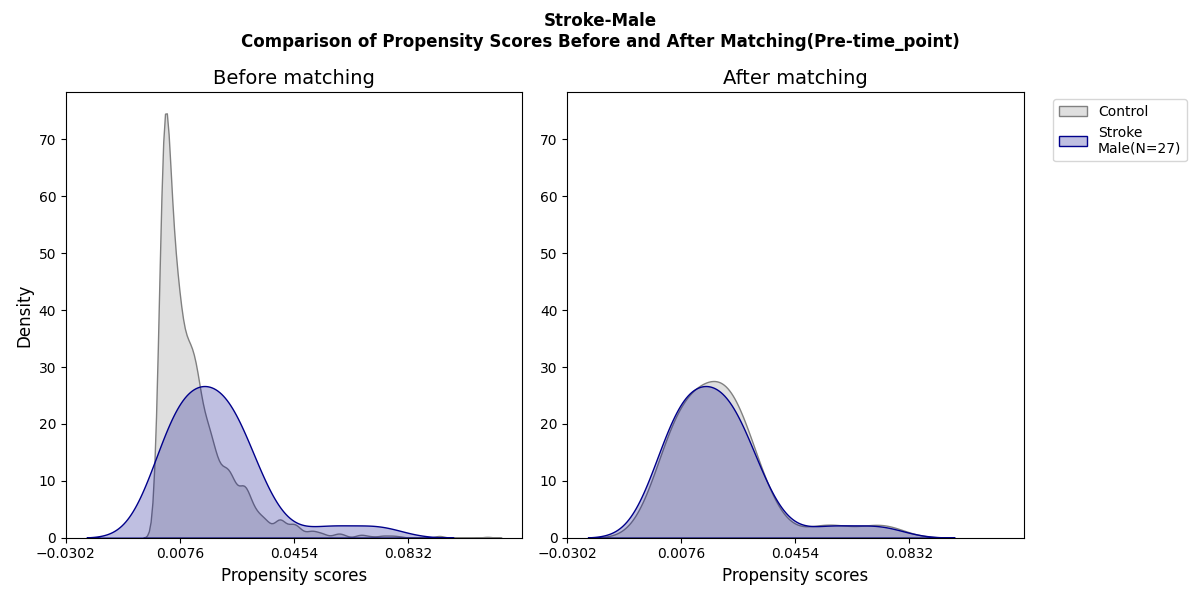 Stroke-Male
Comparison of Propensity Scores Before and After Matching(Pre-time_point)
Before matching
After matching
Control
Stroke
Male(N=27)
Density
70
60
50
40
30
20
10
0
−0.0302
0.0076
0.0454
0.0832
Propensity scores
70
60
50
40
30
20
10
0
−0.0302
0.0076
0.0454
0.0832
Propensity scores